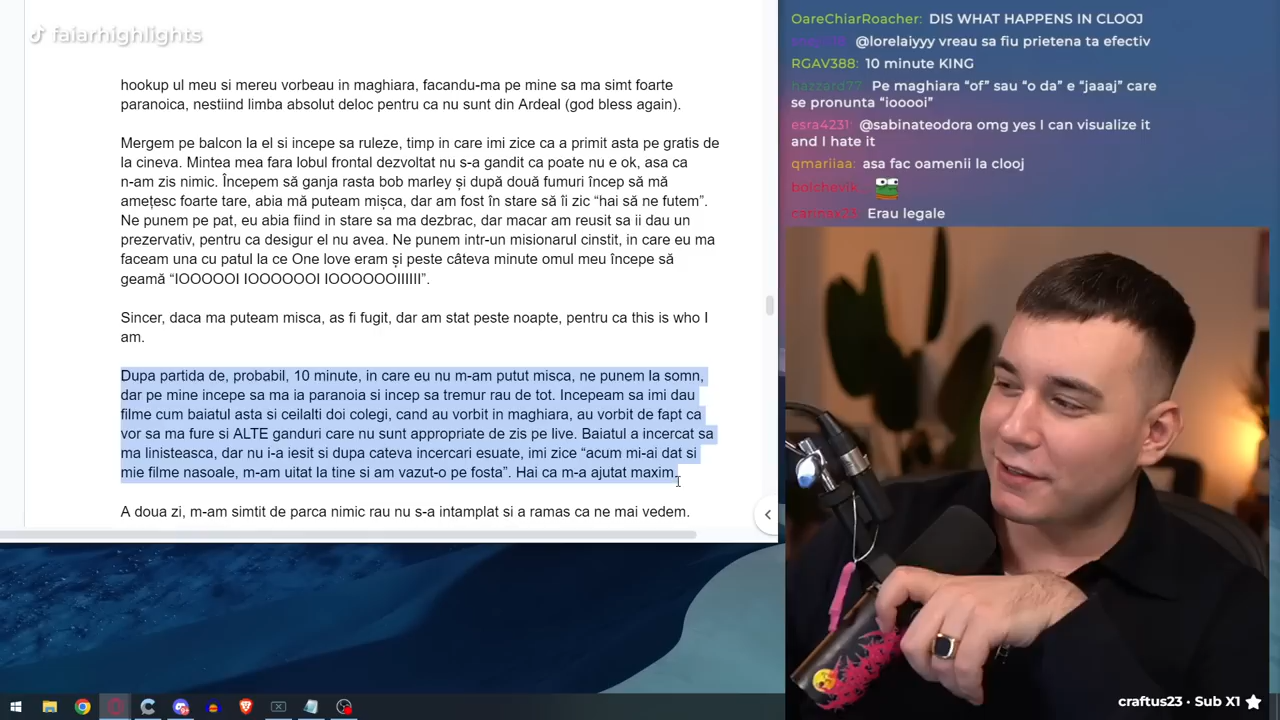 faiarhighlights
hookup ul meu si mereu vorbeau in maghiara, facandu-ma pe mine sa ma simt foarte
paranoica, nestiind limba absolut deloc pentru ca nu sunt din Ardeal (god bless again).
Mergem pe balcon la el si incepe sa ruleze, timp in care imi zice ca a primit asta pe gratis de
la cineva. Mintea mea fara lobul frontal dezvoltat nu s-a gandit ca poate nu e ok, asa ca
n-am zis nimic. Începem să ganja rasta bob marley și după două fumuri încep să mă
amețesc foarte tare, abia mă puteam mișca, dar am fost în stare să îi zic “hai să ne futem”.
Ne punem pe pat, eu abia fiind in stare sa ma dezbrac, dar macar am reusit sa ii dau un
prezervativ, pentru ca desigur el nu avea. Ne punem intr-un misionarul cinstit, in care eu ma
faceam una cu patul la ce One love eram și peste câteva minute omul meu începe să
geamă “IOOOOOI IOOOOOOI IOOOOOOIIIIII”.
Sincer, daca ma puteam misca, as fi fugit, dar am stat peste noapte, pentru ca this is who I
am.
Dupa partida de, probabil, 10 minute, in care eu nu m-am putut misca, ne punem la somn,
dar pe mine incepe sa ma ia paranoia si incep sa tremur rau de tot. Incepeam sa imi dau
filme cum baiatul asta si ceilalti doi colegi, cand au vorbit in maghiara, au vorbit de fapt ca
vor sa ma fure si ALTE ganduri care nu sunt appropriate de zis pe live. Baiatul a incercat sa
ma linisteasca, dar nu i-a iesit si dupa cateva incercari esuate, imi zice “acum mi-ai dat si
mie filme nasoale, m-am uitat la tine si am vazut-o pe fosta”. Hai ca m-a ajutat maxim.
A doua zi, m-am simtit de parca nimic rau nu s-a intamplat si a ramas ca ne mai vedem.
OareChiarRoacher: DIS WHAT HAPPENS IN CLOOJ
@lorelaiyyy vreau sa fiu prietena ta efectiv
RGAV388: 10 minute KING
hazzard77: Pe maghiara “of” sau “o da” e “jaaaj” care
se pronunta “iooooi”
esra4231: @sabinateodora omg yes I can visualize it
and I hate it
qmariiaa: asa fac oamenii la clooj
bolchevik:
Erau legale
craftus23 · Sub X1